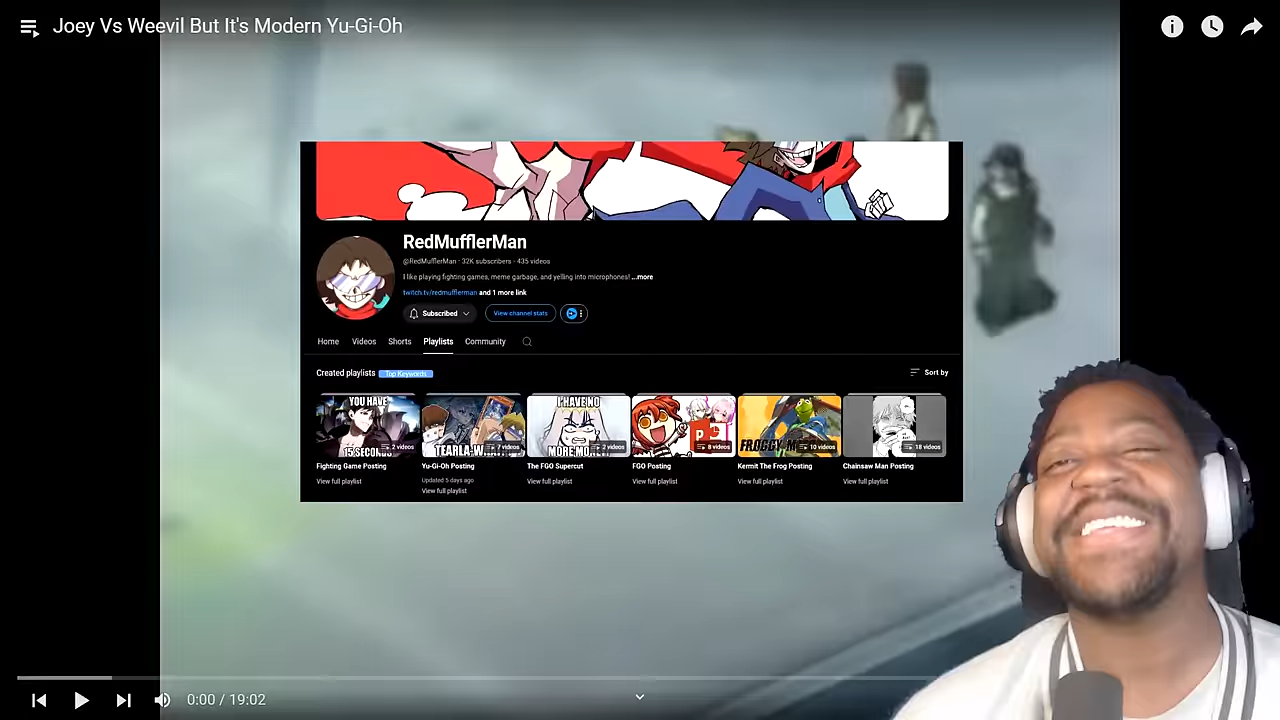 Joey Vs Weevil But It's Modern Yu-Gi-Oh
RedMufflerMan
@RedMufflerMan · 32K subscribers · 435 videos
I like playing fighting games, meme garbage, and yelling into microphones! ...more
twitch.tv/redmufflerman and 1 more link
Subscribed
View channel stats
Home Videos Shorts Playlists Community
Created playlists Top Keywords
Sort by
YOU HAVE
15 SECONDS
2 videos
TEARLA-W
7 videos
I HAVE NO
2 videos
P
8 videos
10 videos
18 videos
Fighting Game Posting
Yu-Gi-Oh Posting
The FGO Supercut
FGO Posting
Kermit The Frog Posting
Chainsaw Man Posting
View full playlist
Updated 5 days ago
View full playlist
View full playlist
View full playlist
View full playlist
View full playlist
0:00 / 19:02